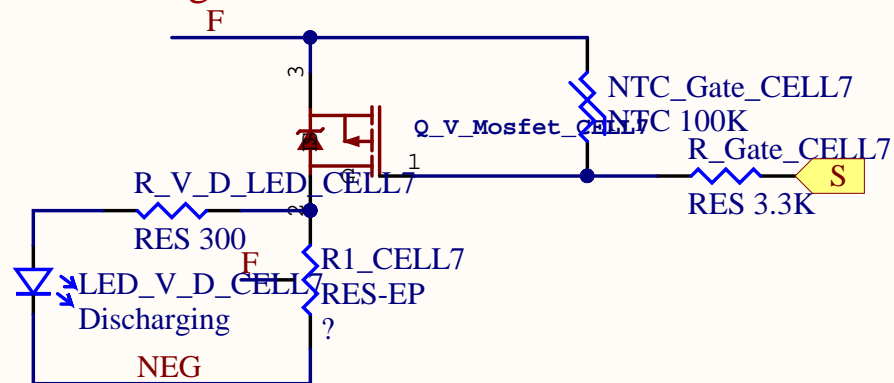 F
3
NTC_Gate_CELL7
NTC 100K
Q_V_Mosfet_CELL7
1
R_Gate_CELL7
S
RES 3.3K
G
R_V_D_LED_CELL7
2
RES 300
F
R1_CELL7
RES-EP
?
LED_V_D_CELL7
Discharging
NEG